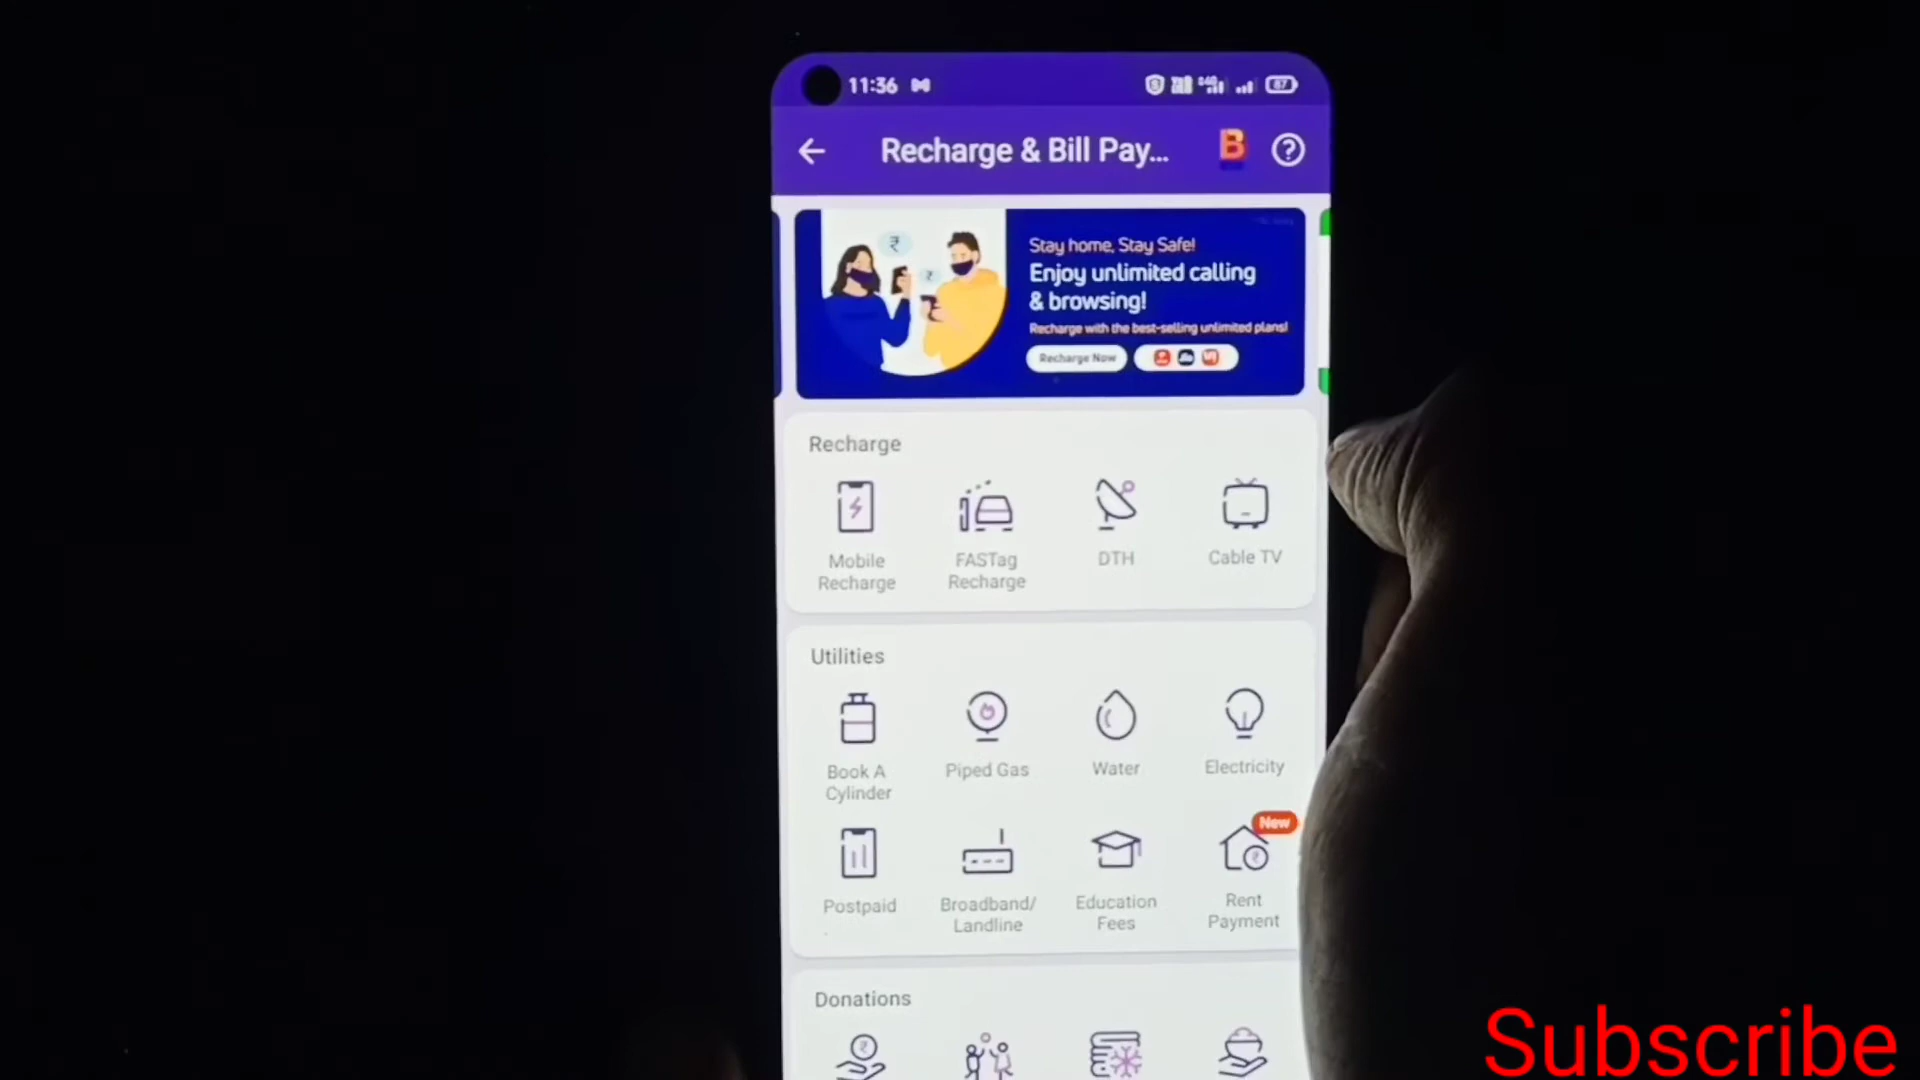 11:36
87
Recharge & Bill Pay...
B
Stay home, Stay Safe!
Enjoy unlimited calling
& browsing!
Recharge with the best-selling unlimited plans!
Recharge Now
Jio
Recharge
Mobile
Recharge
FASTag
Recharge
DTH
Cable TV
Utilities
Book A
Cylinder
Piped Gas
Water
Electricity
New
Postpaid
Broadband/
Landline
Education
Fees
Rent
Payment
Donations
Subscribe